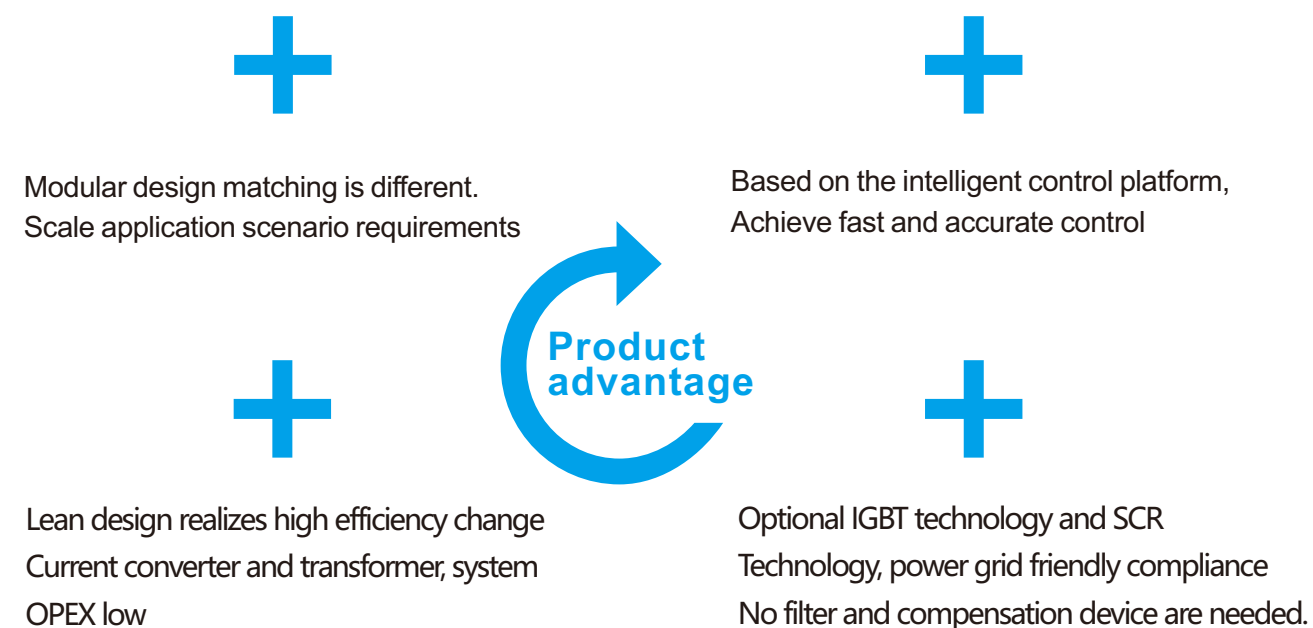 Modular design matching is different.
Scale application scenario requirements
Based on the intelligent control platform,
Achieve fast and accurate control
Product
advantage
Lean design realizes high efficiency change
Current converter and transformer, system
OPEX low
Optional IGBT technology and SCR
Technology, power grid friendly compliance
No filter and compensation device are needed.